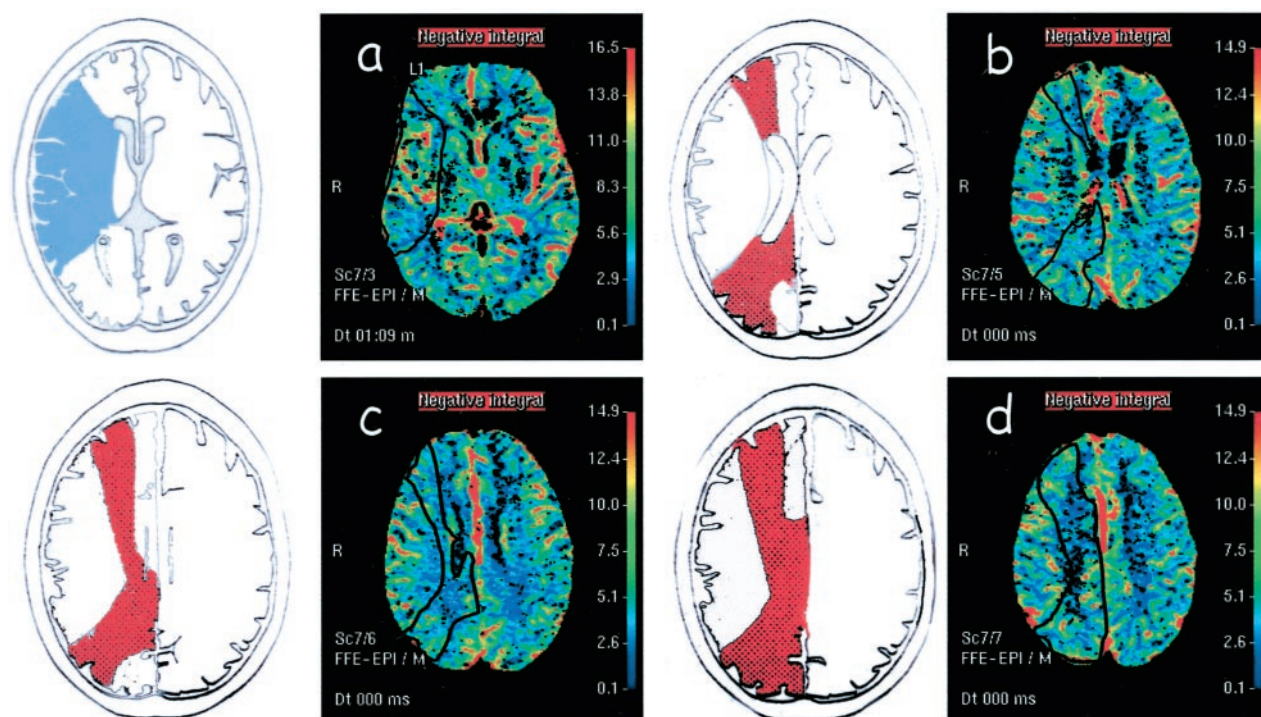 a
Negative integral
L1
R
Sc7/3
FFE-EPI / M
Dt 01:09 m
16.5
13.8
11.0
8.3
5.6
2.9
0.1
b
Negative integral
R
Sc7/5
FFE-EPI / M
Dt 000 ms
14.9
12.4
10.0
7.5
5.1
2.6
0.1
c
Negative integral
R
Sc7/6
FFE-EPI / M
Dt 000 ms
14.9
12.4
10.0
7.5
5.1
2.6
0.1
d
Negative integral
R
Sc7/7
FFE-EPI / M
Dt 000 ms
14.9
12.4
10.0
7.5
5.1
2.6
0.1